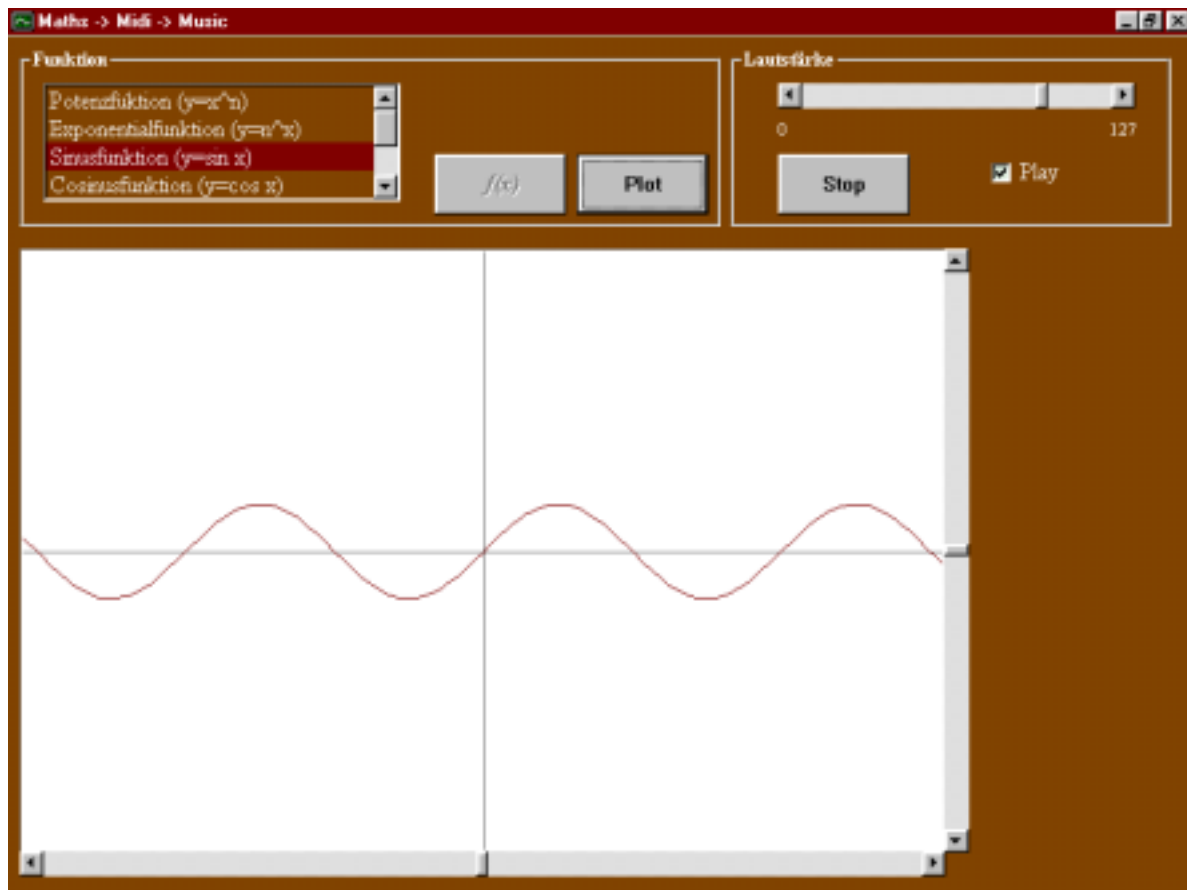 Maths -> Midi -> Music
Funktion
Potenzfuktion (y=x^n)
Exponentialfunktion (y=n^x)
Sinusfunktion (y=sin x)
Cosinusfunktion (y=cos x)
f(x)
Plot
Lautstärke
0
127
Stop
Play